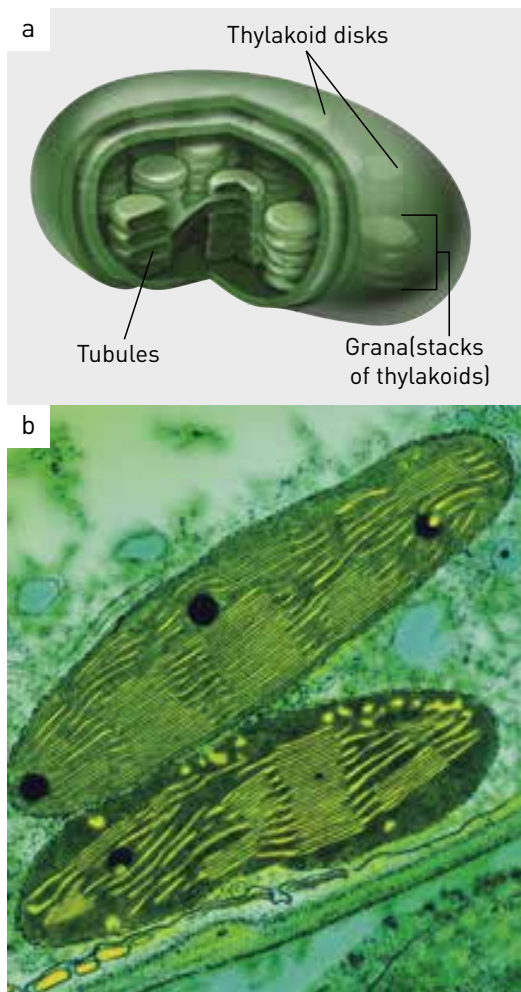 a
Thylakoid disks
Tubules
Grana(stacks
of thylakoids)
b